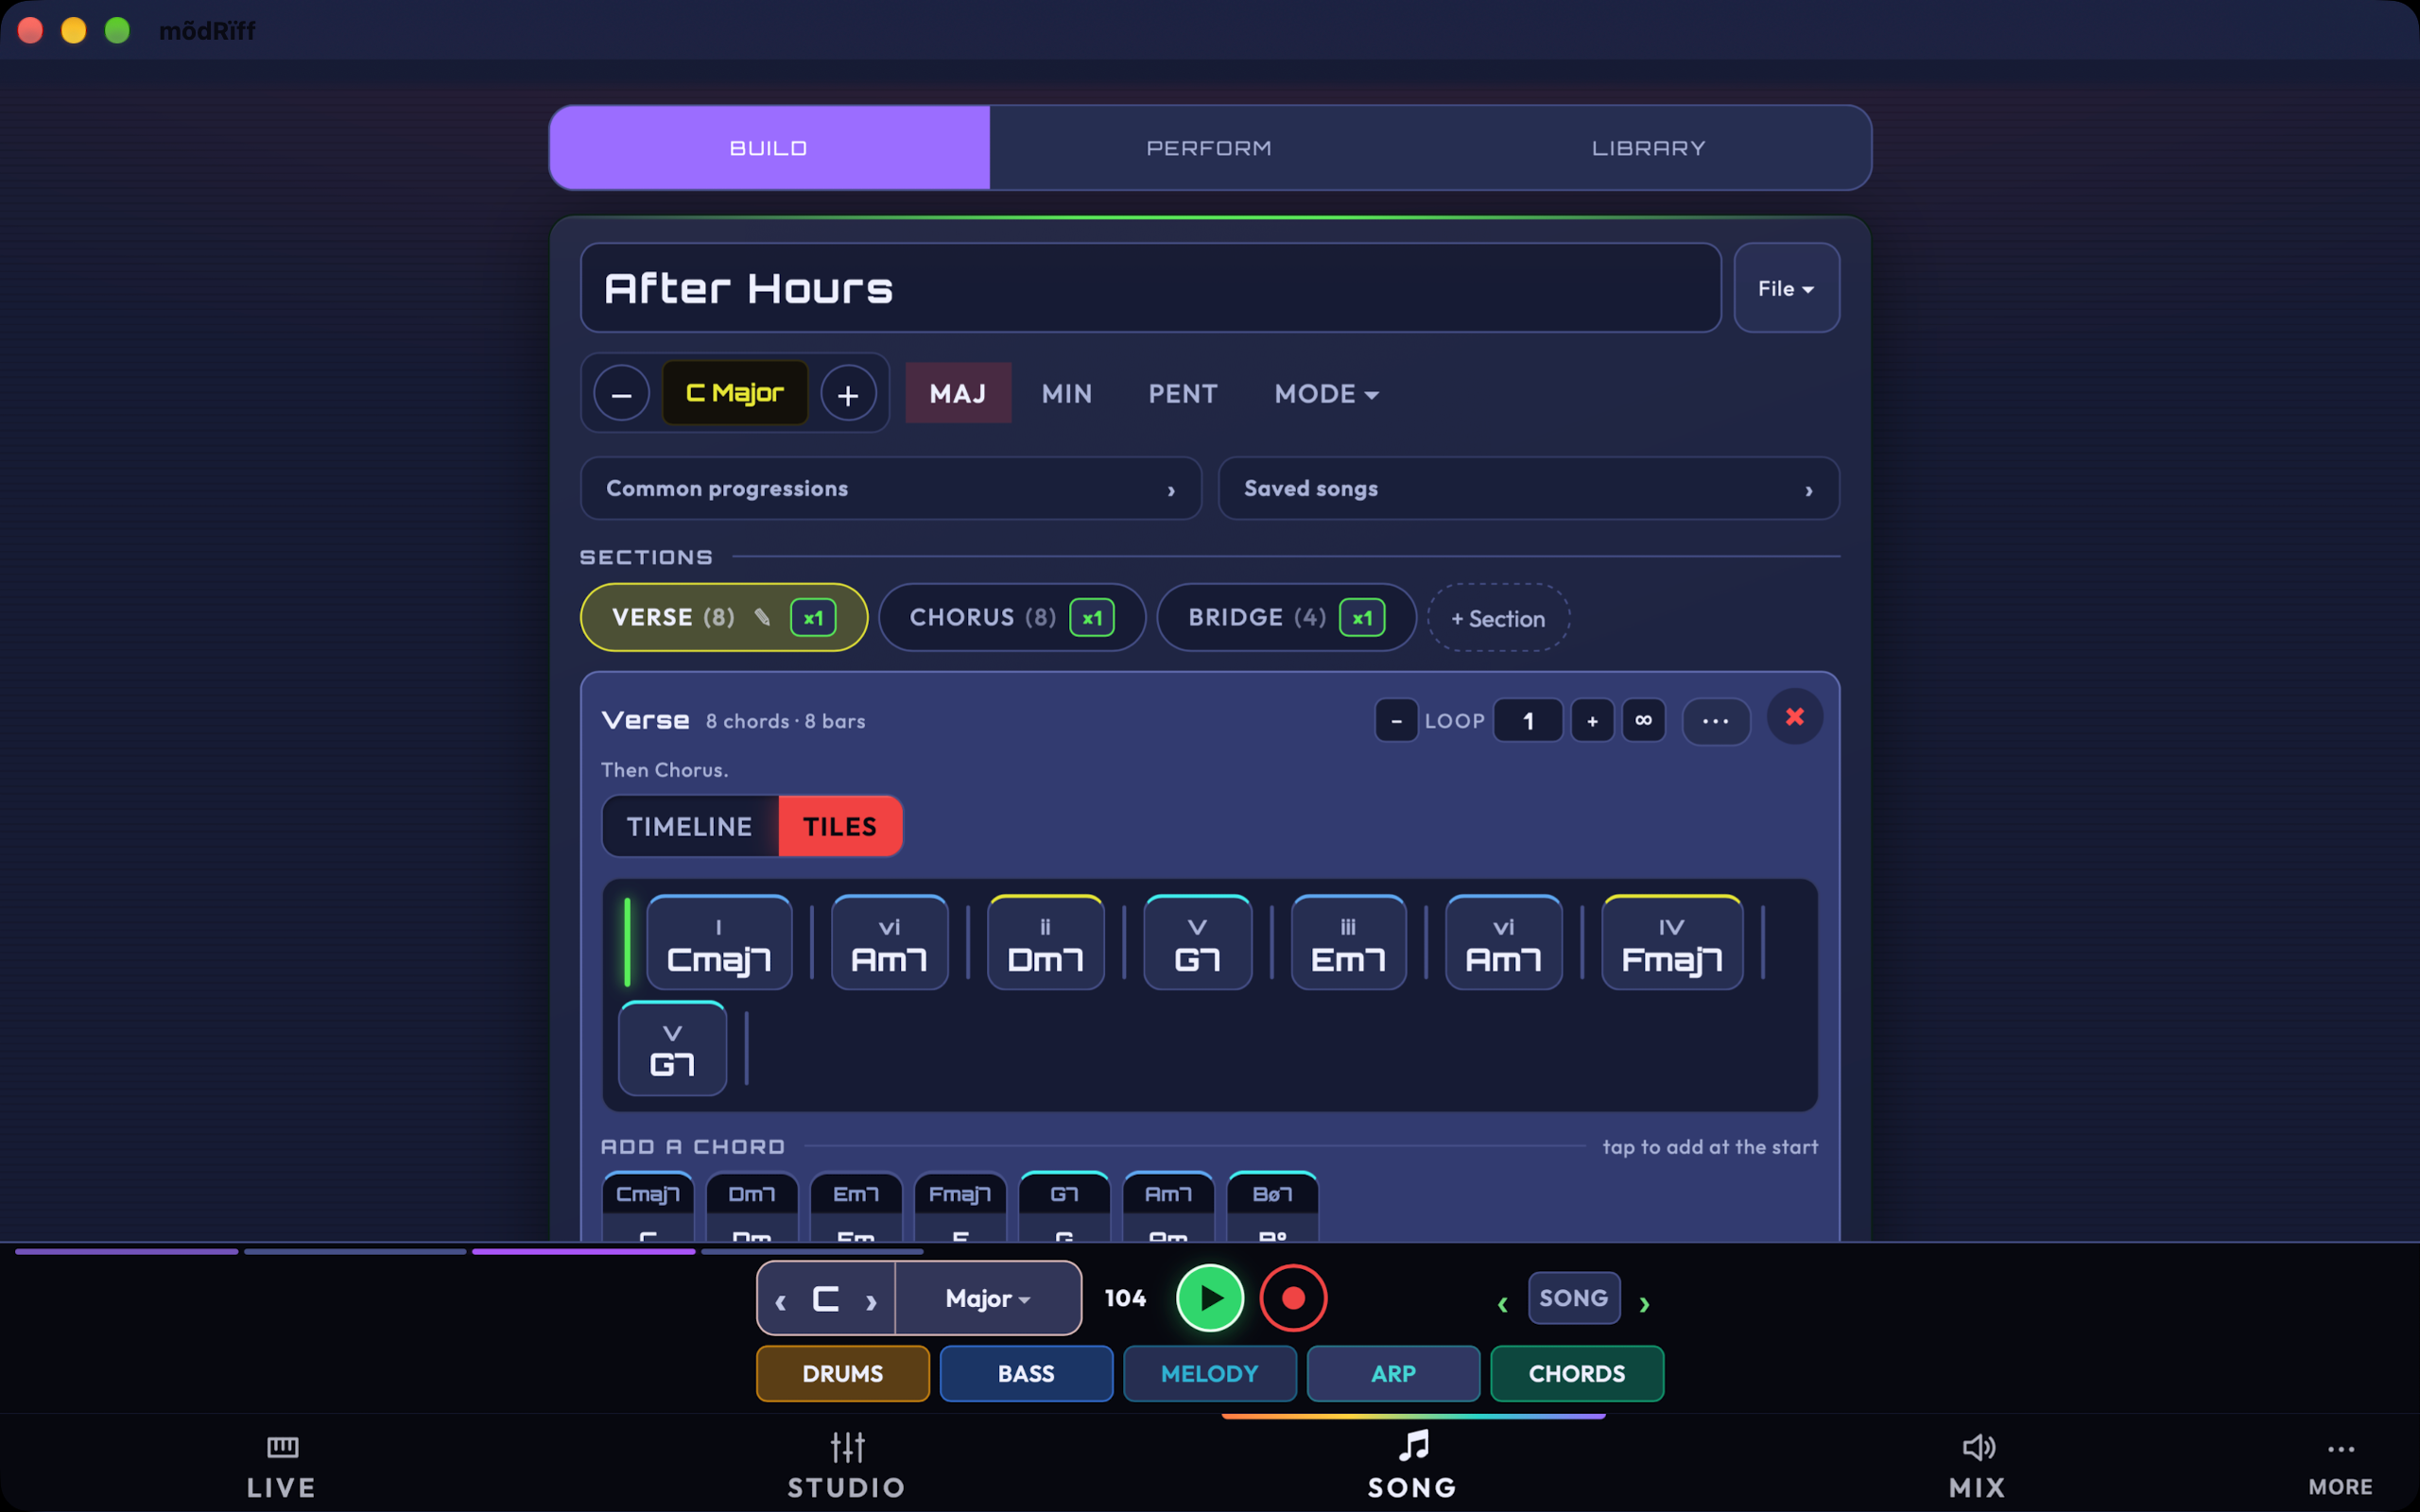 mõdRïff
BUILD
PERFORM
LIBRARY
After Hours
File
− C Major +
MAJ
MIN
PENT
MODE
Common progressions ›
Saved songs ›
SECTIONS
VERSE (8) ✎ x1
CHORUS (8) x1
BRIDGE (4) x1
+ Section
Verse 8 chords · 8 bars
- LOOP 1 + ∞ ···
Then Chorus.
TIMELINE
TILES
I
Cmaj7
vi
Am7
ii
Dm7
V
G7
iii
Em7
vi
Am7
IV
Fmaj7
V
G7
ADD A CHORD
tap to add at the start
Cmaj7
Dm7
Em7
Fmaj7
G7
Am7
Bø7
C
Dm
Em
F
G
Am
B°
‹ C ›
Major
104
‹ SONG ›
DRUMS
BASS
MELODY
ARP
CHORDS
LIVE
STUDIO
SONG
MIX
MORE